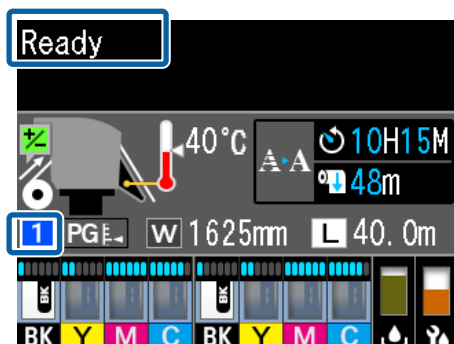 Ready
40°C
A▸A
10H15M
48m
1 PG W 1625mm L 40.0m
BK BK
BK Y M C BK Y M C